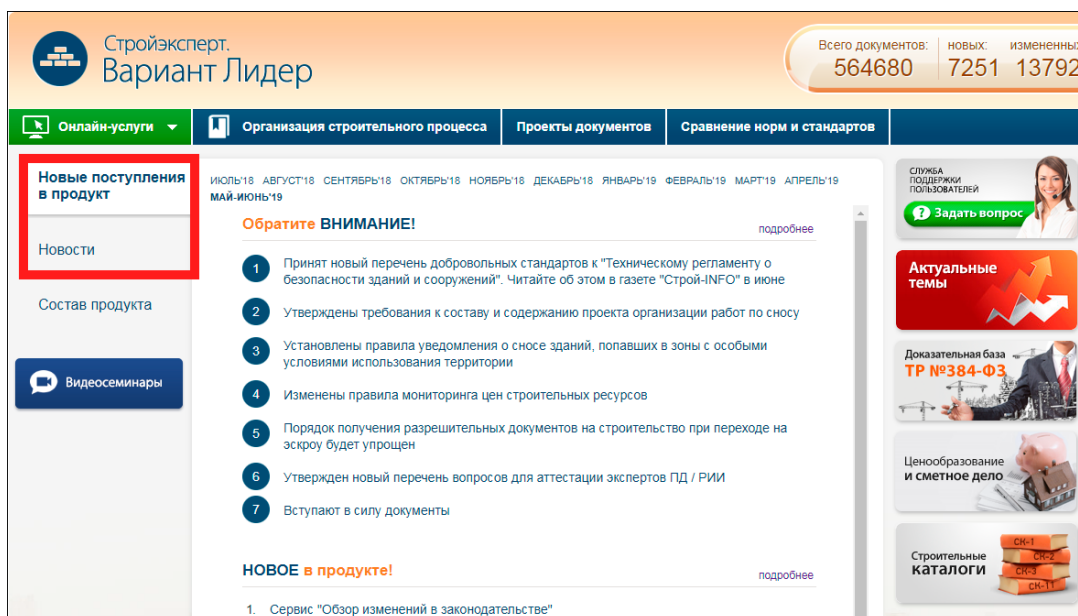 Стройэксперт.
Вариант Лидер
Всего документов: новых: измененных
564680 7251 13792
Онлайн-услуги
Организация строительного процесса
Проекты документов
Сравнение норм и стандартов
Новые поступления
в продукт
Новости
Состав продукта
Видеосеминары
ИЮЛЬ'18 АВГУСТ'18 СЕНТЯБРЬ'18 ОКТЯБРЬ'18 НОЯБРЬ'18 ДЕКАБРЬ'18 ЯНВАРЬ'19 ФЕВРАЛЬ'19 МАРТ'19 АПРЕЛЬ'19
МАЙ-ИЮНЬ'19
Обратите ВНИМАНИЕ!
подробнее
1 Принят новый перечень добровольных стандартов к "Техническому регламенту о
безопасности зданий и сооружений". Читайте об этом в газете "Строй-INFO" в июне
2 Утверждены требования к составу и содержанию проекта организации работ по сносу
3 Установлены правила уведомления о сносе зданий, попавших в зоны с особыми
условиями использования территории
4 Изменены правила мониторинга цен строительных ресурсов
5 Порядок получения разрешительных документов на строительство при переходе на
эскроу будет упрощен
6 Утвержден новый перечень вопросов для аттестации экспертов ПД / РИИ
7 Вступают в силу документы
НОВОЕ в продукте!
подробнее
1. Сервис "Обзор изменений в законодательстве"
СЛУЖБА
ПОДДЕРЖКИ
ПОЛЬЗОВАТЕЛЕЙ
? Задать вопрос
Актуальные
темы
Доказательная база
ТР №384-ФЗ
Ценообразование
и сметное дело
Строительные
каталоги
СК-1
СК-2
СК-3
СК-11